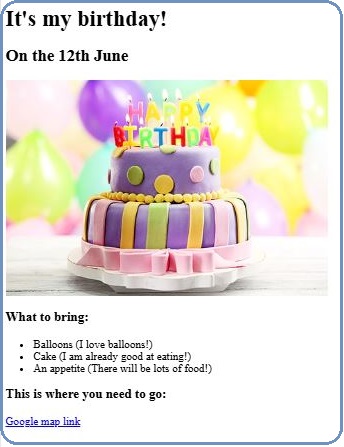 It's my birthday!
On the 12th June
HAPPY
BIRTHDAY
What to bring:
Balloons (I love balloons!)
Cake (I am already good at eating!)
An appetite (There will be lots of food!)
This is where you need to go:
Google map link